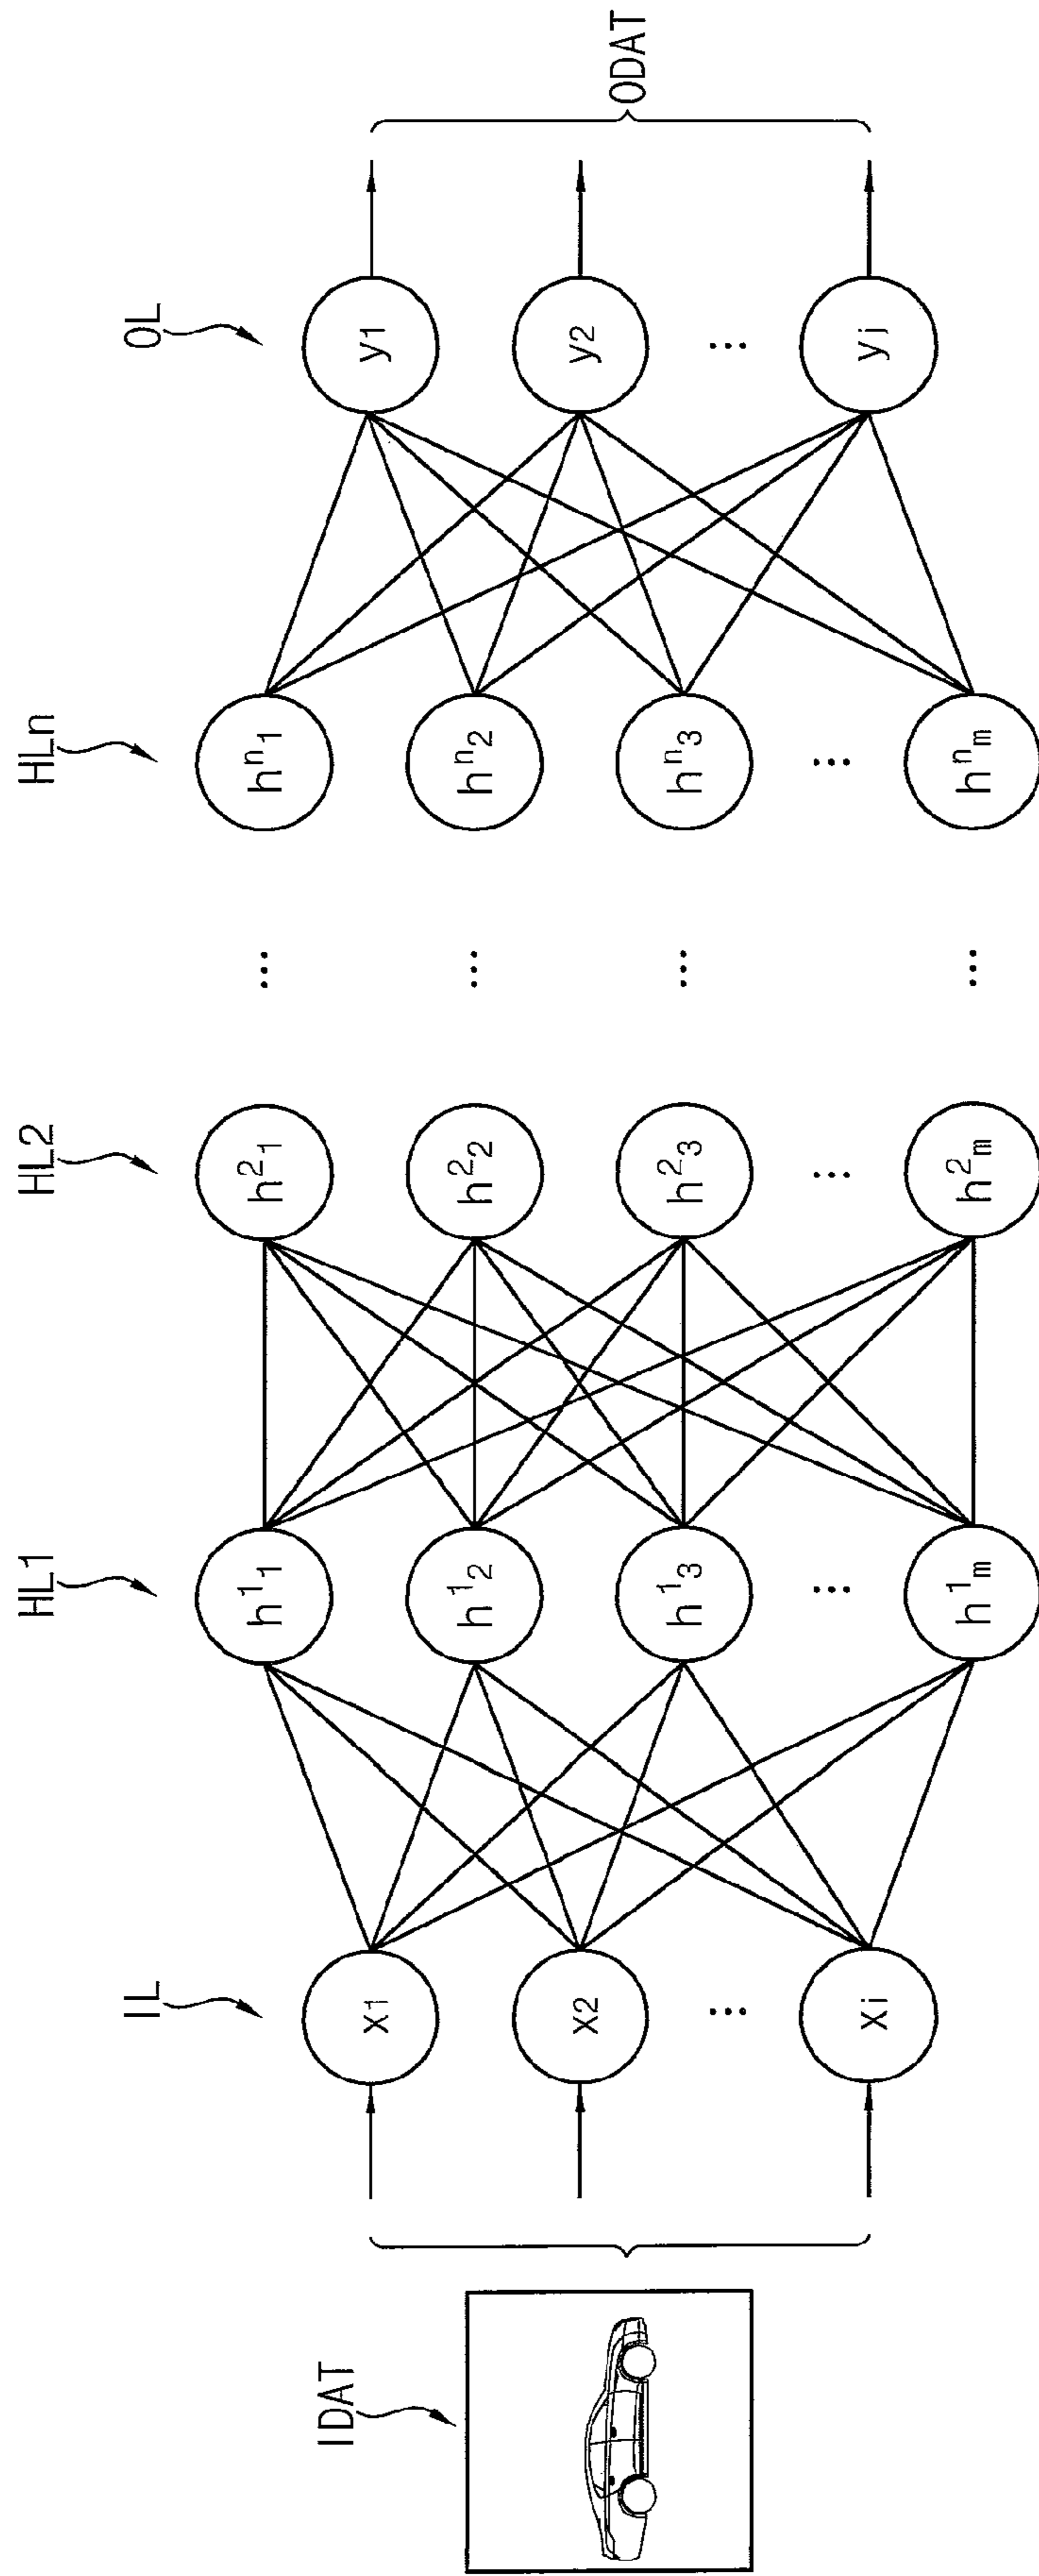 IDAT
IL
x1
x2
⋮
xi
HL1
h¹1
h¹2
h¹3
⋮
h¹m
HL2
h²1
h²2
h²3
⋮
h²m
...
...
...
...
HLn
hⁿ1
hⁿ2
hⁿ3
⋮
hⁿm
OL
y1
y2
⋮
yj
ODAT